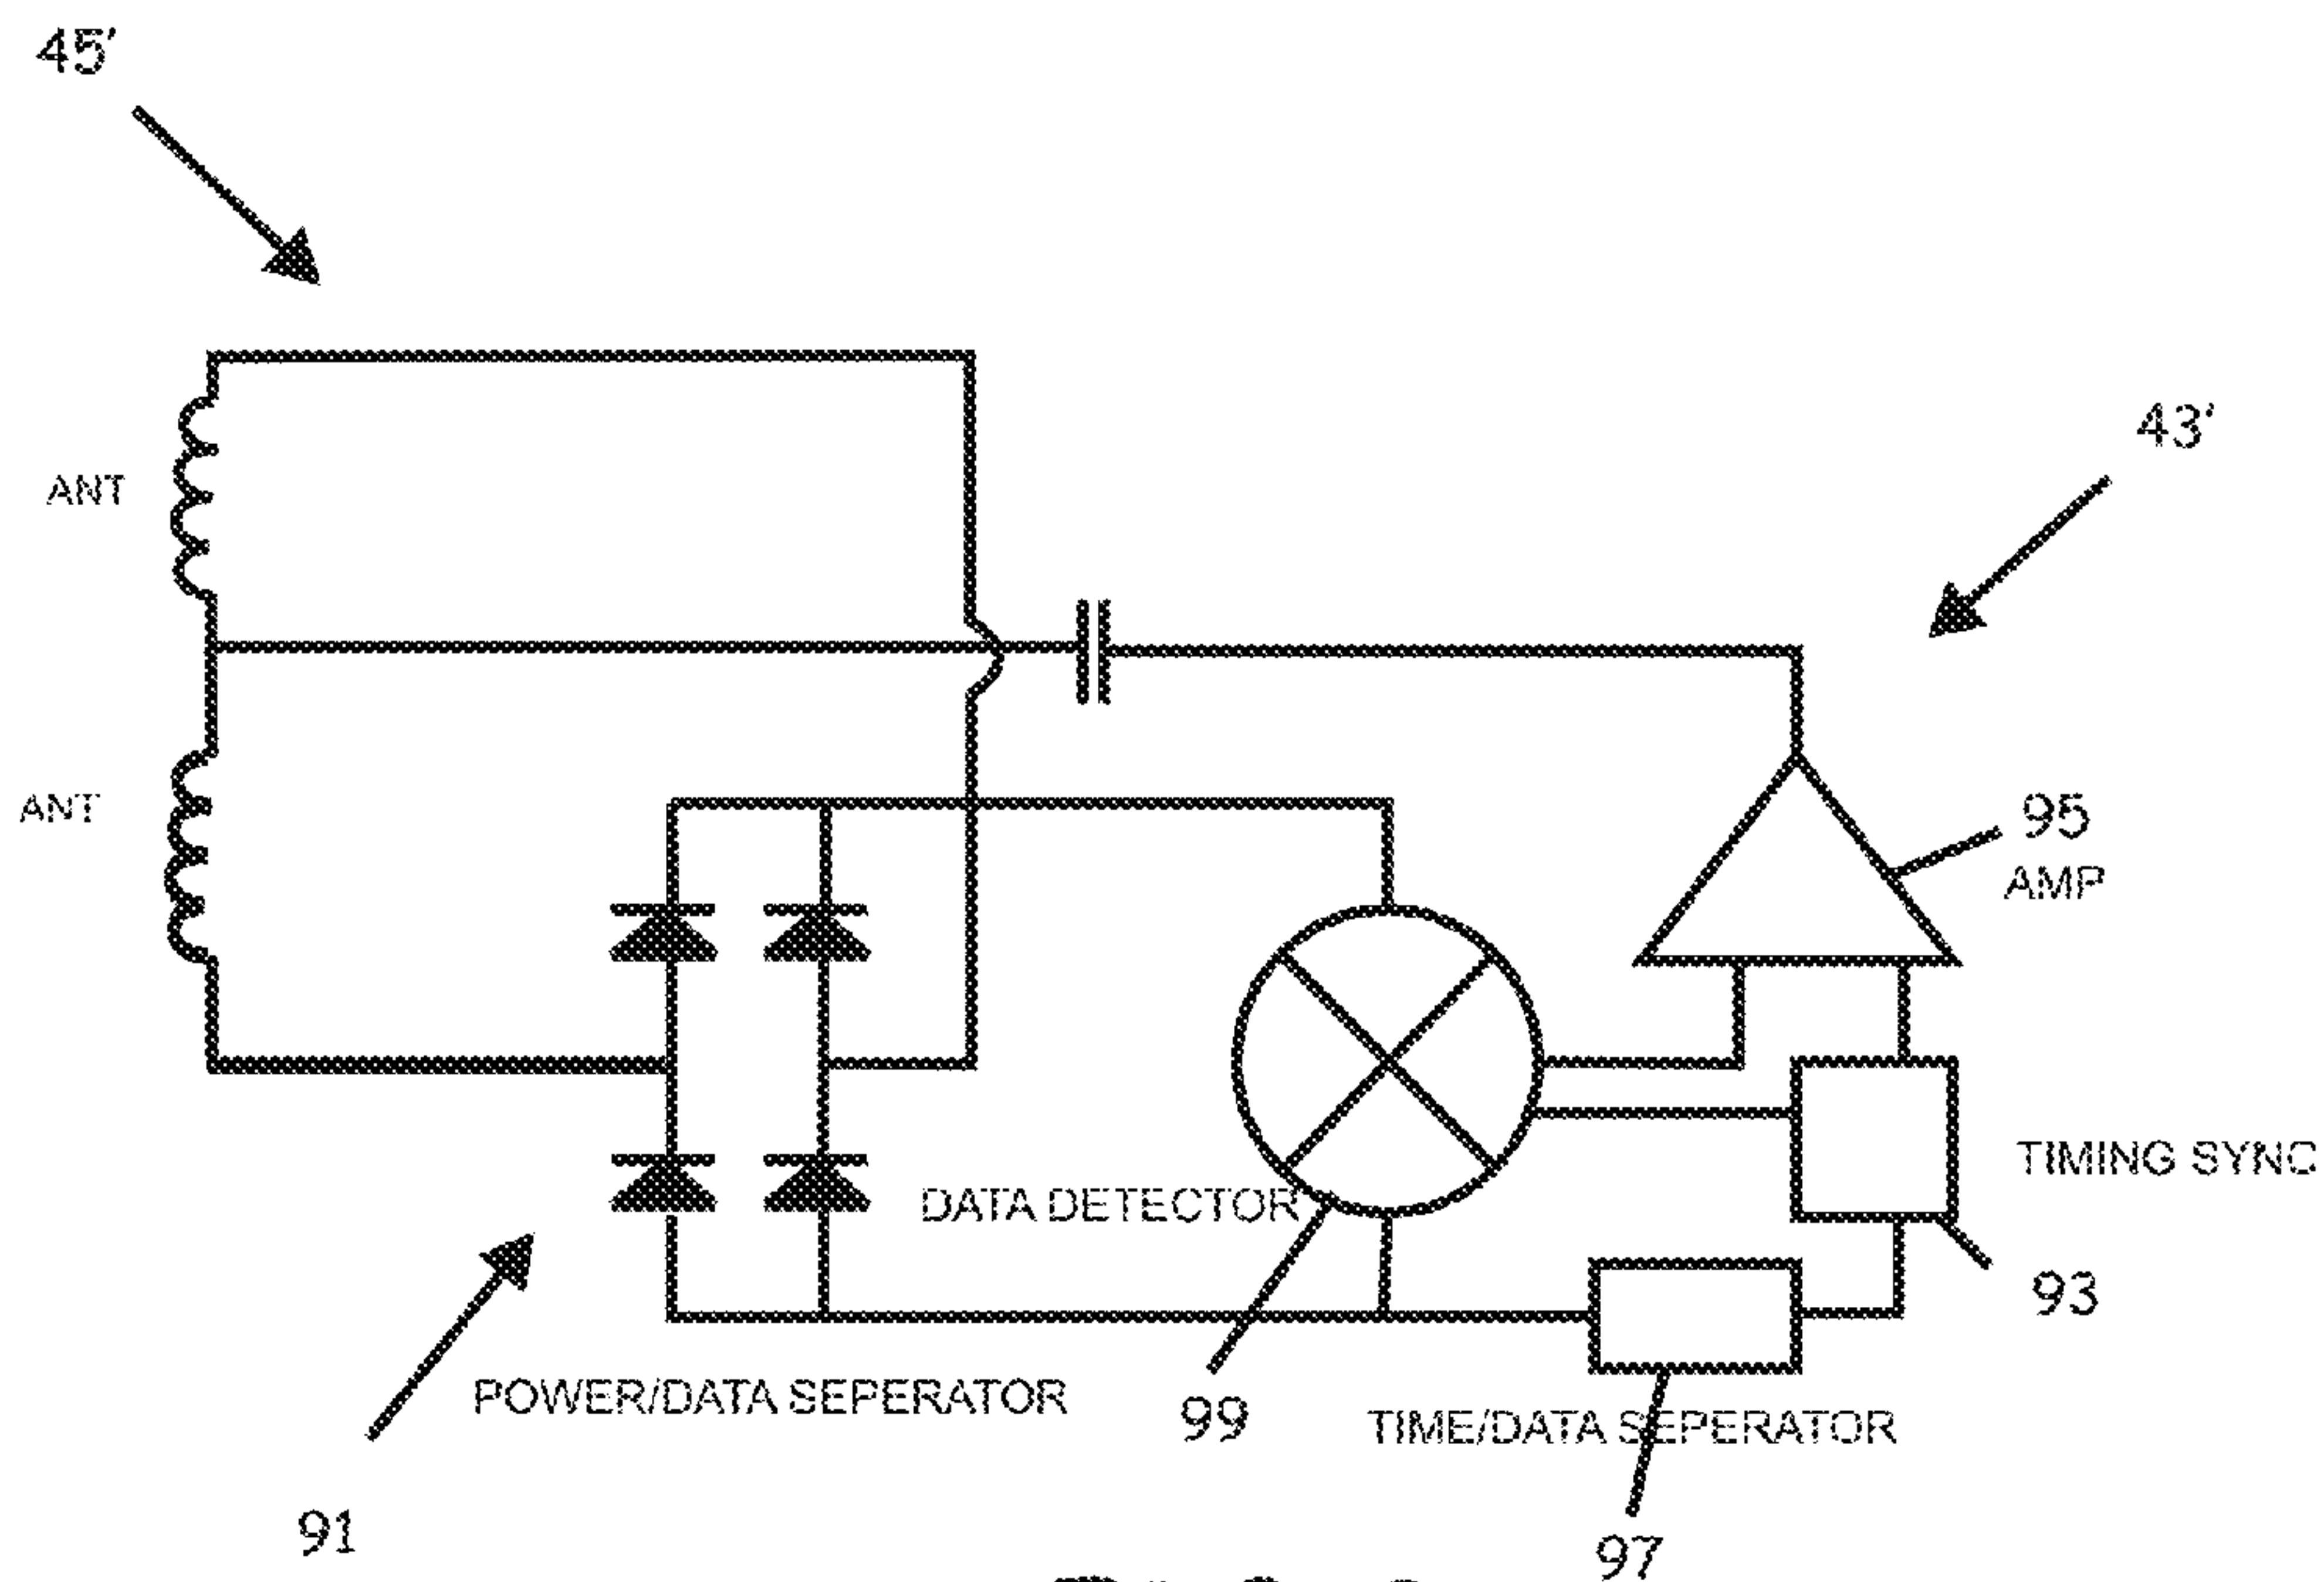 45'
43'
ANT
ANT
95
AMP
TIMING SYNC
DATA DETECTOR
93
POWER/DATA SEPERATOR
99
TIME/DATA SEPERATOR
91
97